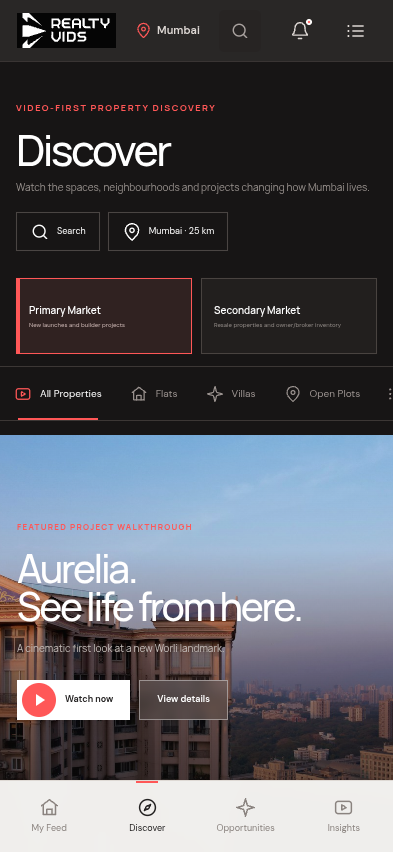 REALTY
VIDS
Mumbai
VIDEO-FIRST PROPERTY DISCOVERY
Discover
Watch the spaces, neighbourhoods and projects changing how Mumbai lives.
Search
Mumbai · 25 km
Primary Market
New launches and builder projects
Secondary Market
Resale properties and owner/broker inventory
All Properties
Flats
Villas
Open Plots
FEATURED PROJECT WALKTHROUGH
Aurelia.
See life from here.
A cinematic first look at a new Worli landmark.
Watch now
View details
My Feed
Discover
Opportunities
Insights